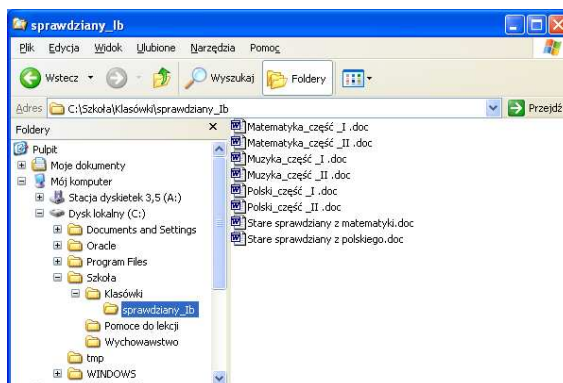 sprawdziany_Ib
Plik Edycja Widok Ulubione Narzędzia Pomoc
Wstecz Wyszukaj Foldery
Adres C:\Szkoła\Klasówki\sprawdziany_Ib Przejdź
Foldery
Pulpit
Moje dokumenty
Mój komputer
Stacja dyskietek 3,5 (A:)
Dysk lokalny (C:)
Documents and Settings
Oracle
Program Files
Szkoła
Klasówki
sprawdziany_Ib
Pomoce do lekcji
Wychowawstwo
tmp
WINDOWS
Matematyka_część _I .doc
Matematyka_część _II .doc
Muzyka_część _I .doc
Muzyka_część _II .doc
Polski_część _I .doc
Polski_część _II .doc
Stare sprawdziany z matematyki.doc
Stare sprawdziany z polskiego.doc